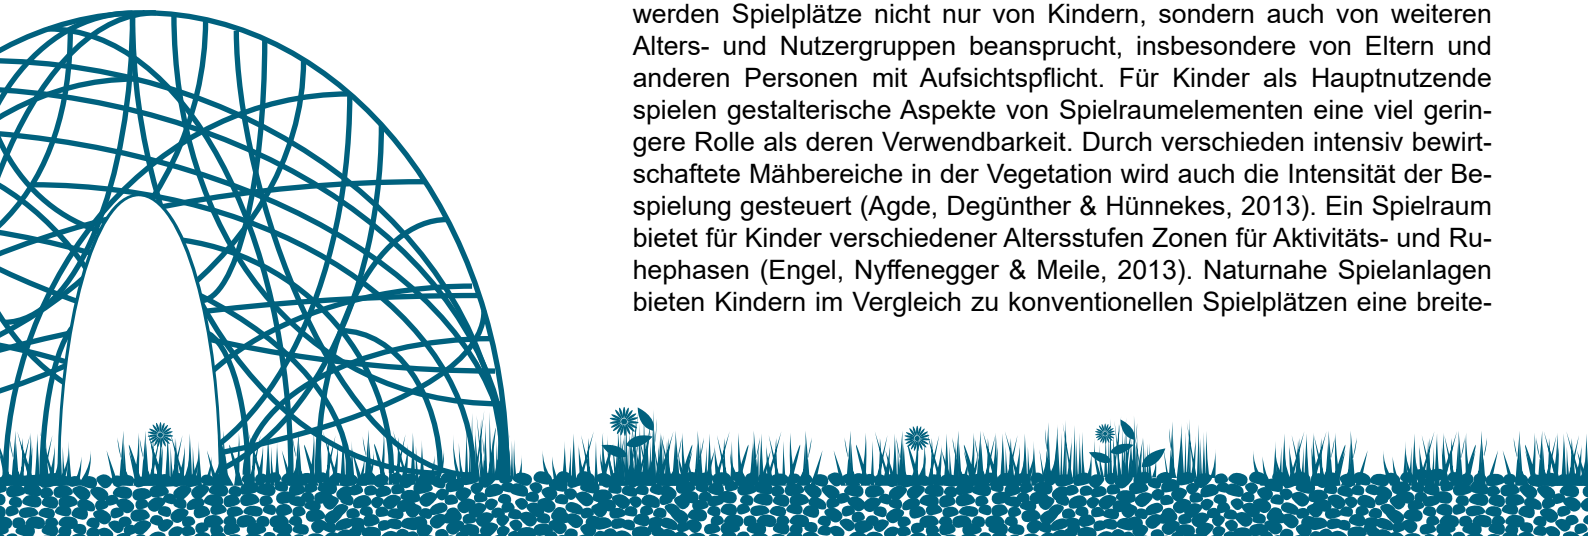 werden Spielplätze nicht nur von Kindern, sondern auch von weiteren
Alters- und Nutzergruppen beansprucht, insbesondere von Eltern und
anderen Personen mit Aufsichtspflicht. Für Kinder als Hauptnutzende
spielen gestalterische Aspekte von Spielraumelementen eine viel gerin-
gere Rolle als deren Verwendbarkeit. Durch verschieden intensiv bewirt-
schaftete Mähbereiche in der Vegetation wird auch die Intensität der Be-
spielung gesteuert (Agde, Degünther & Hünnekes, 2013). Ein Spielraum
bietet für Kinder verschiedener Altersstufen Zonen für Aktivitäts- und Ru-
hephasen (Engel, Nyffenegger & Meile, 2013). Naturnahe Spielanlagen
bieten Kindern im Vergleich zu konventionellen Spielplätzen eine breite-